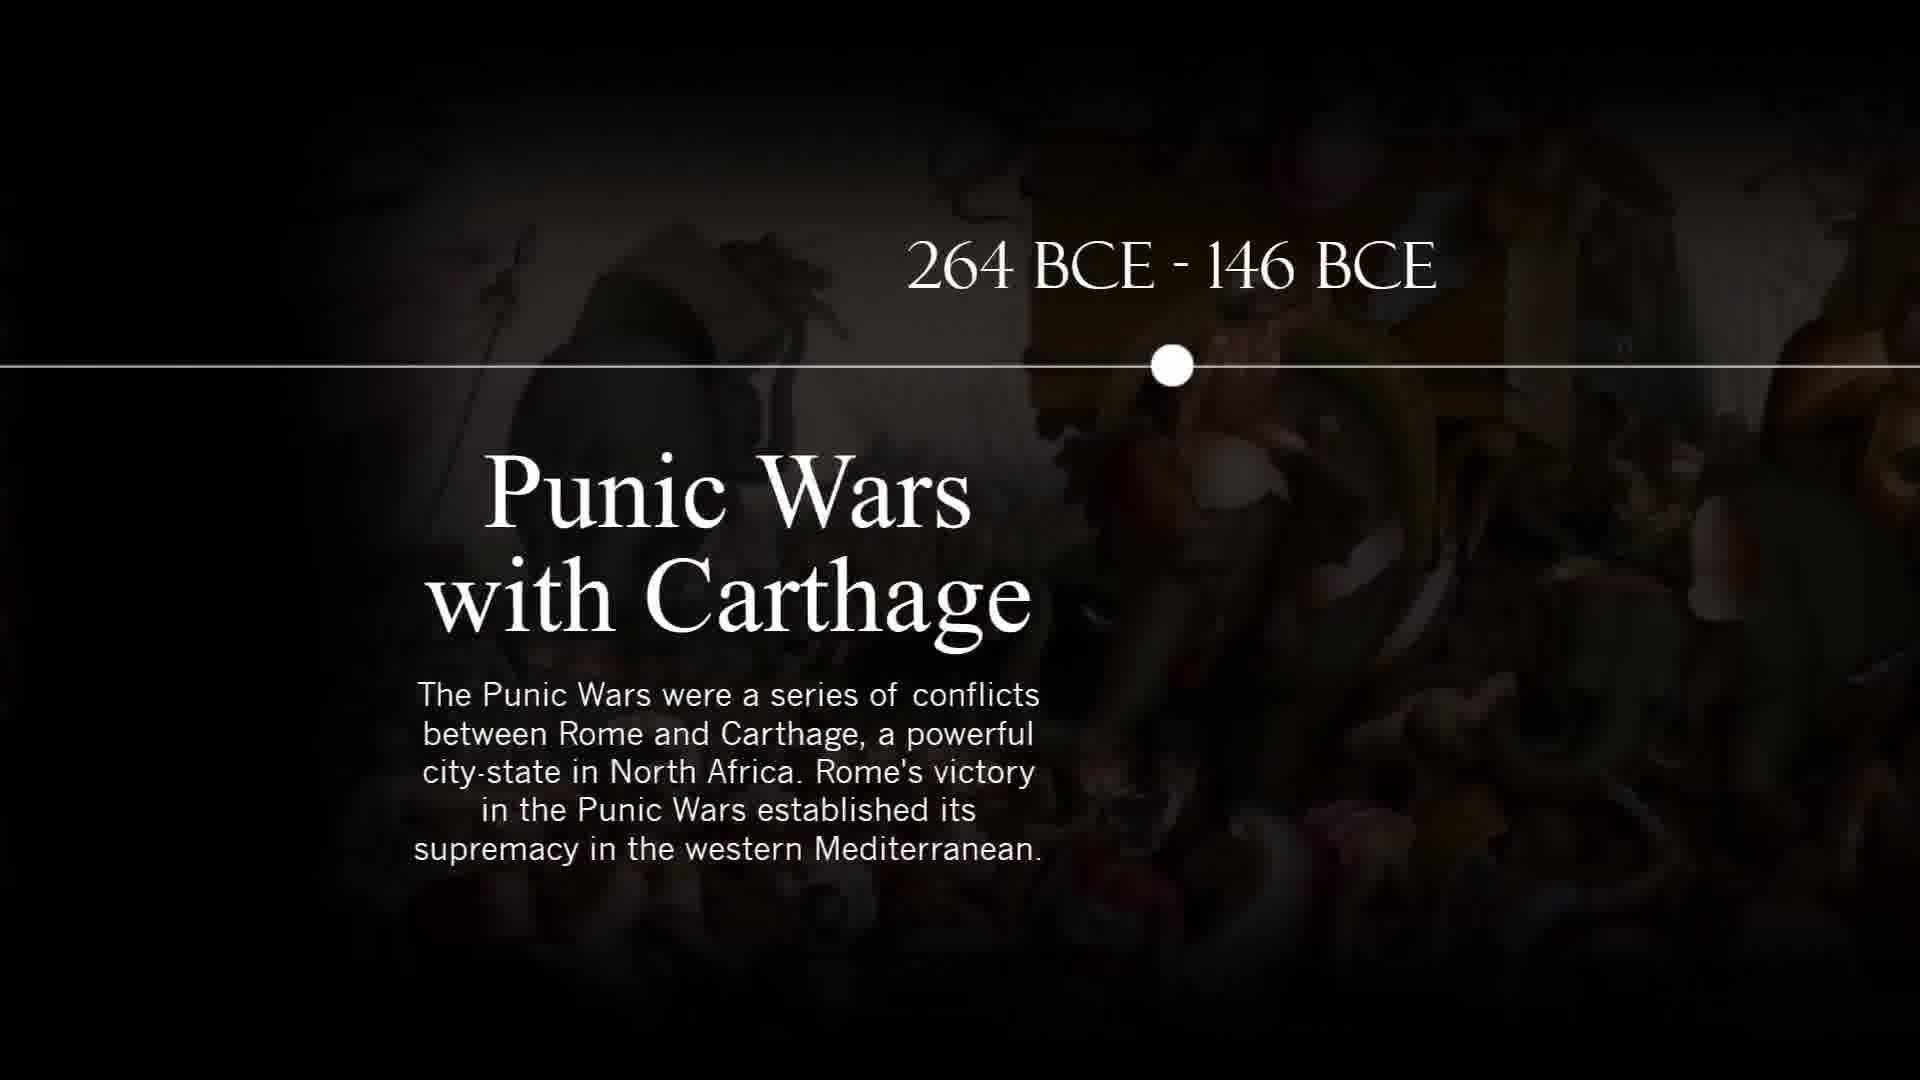 264 BCE - 146 BCE
Punic Wars
with Carthage
The Punic Wars were a series of conflicts
between Rome and Carthage, a powerful
city-state in North Africa. Rome's victory
in the Punic Wars established its
supremacy in the western Mediterranean.